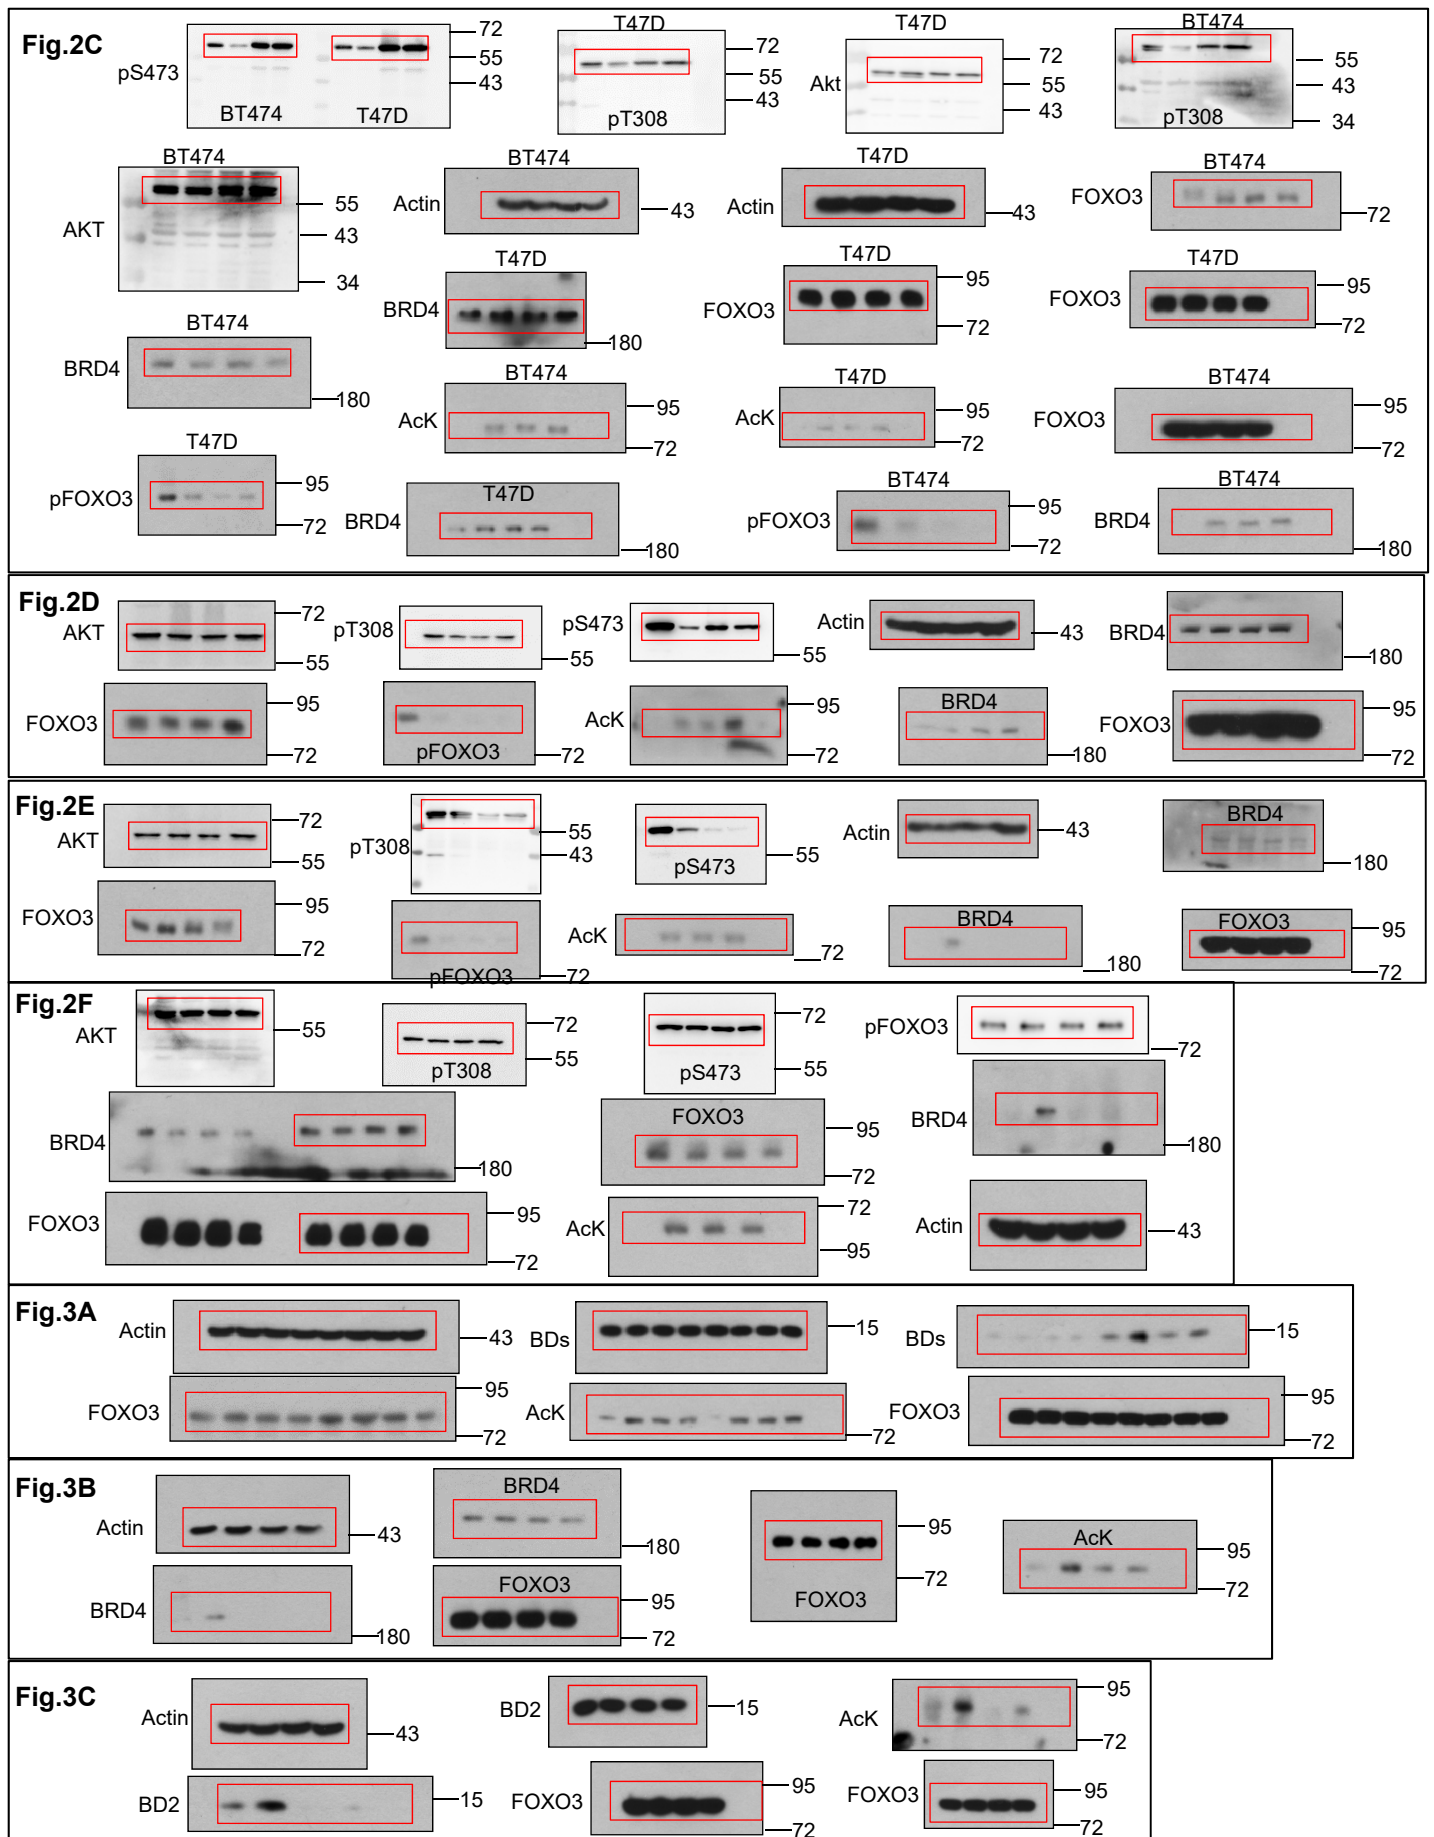 Fig.2C
pS473
BT474
T47D
72
55
43
T47D
pT308
72
55
43
T47D
Akt
72
55
43
BT474
pT308
55
43
34
BT474
AKT
55
43
34
BT474
Actin
43
T47D
Actin
43
BT474
FOXO3
72
T47D
BRD4
180
T47D
FOXO3
95
72
T47D
FOXO3
95
72
BT474
BRD4
180
BT474
AcK
95
72
T47D
AcK
95
72
BT474
FOXO3
95
72
T47D
pFOXO3
95
72
T47D
BRD4
180
BT474
pFOXO3
95
72
BT474
BRD4
180
Fig.2D
AKT
72
55
pT308
55
pS473
55
Actin
43
BRD4
180
FOXO3
95
72
pFOXO3
72
AcK
95
72
BRD4
180
FOXO3
95
72
Fig.2E
AKT
72
55
pT308
55
43
pS473
55
Actin
43
BRD4
180
FOXO3
95
72
pFOXO3
72
AcK
72
BRD4
180
FOXO3
95
72
Fig.2F
AKT
55
pT308
72
55
pS473
72
55
pFOXO3
72
BRD4
180
FOXO3
95
72
BRD4
180
FOXO3
95
72
AcK
72
95
Actin
43
Fig.3A
Actin
43
BDs
15
BDs
15
FOXO3
95
72
AcK
72
FOXO3
95
72
Fig.3B
Actin
43
BRD4
180
FOXO3
95
72
AcK
95
72
BRD4
180
FOXO3
95
72
Fig.3C
Actin
43
BD2
15
AcK
95
72
BD2
15
FOXO3
95
72
FOXO3
95
72